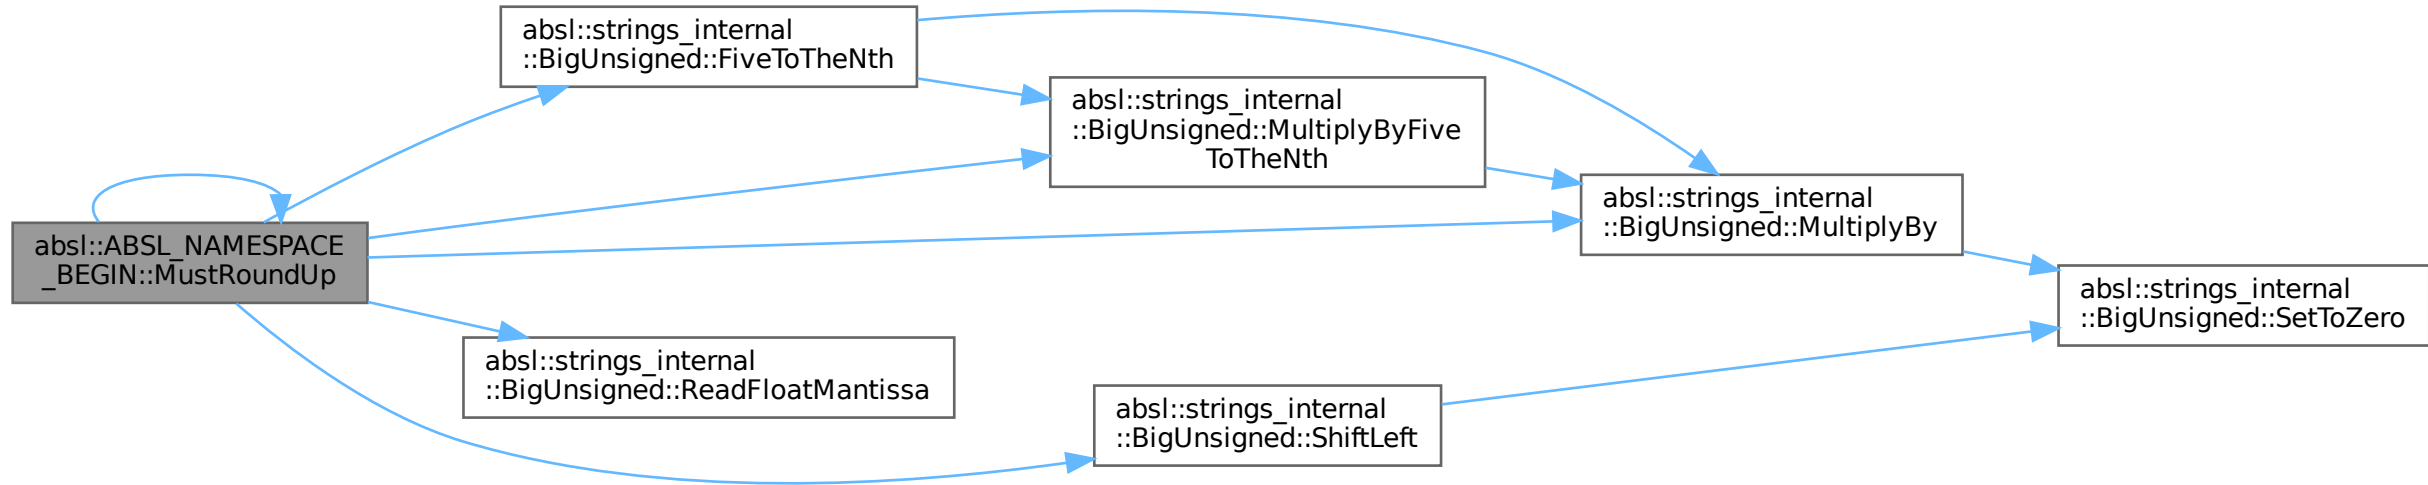 absl::strings_internal
::BigUnsigned::FiveToTheNth
absl::strings_internal
::BigUnsigned::MultiplyByFive
ToTheNth
absl::strings_internal
::BigUnsigned::MultiplyBy
absl::ABSL_NAMESPACE
_BEGIN::MustRoundUp
absl::strings_internal
::BigUnsigned::SetToZero
absl::strings_internal
::BigUnsigned::ReadFloatMantissa
absl::strings_internal
::BigUnsigned::ShiftLeft